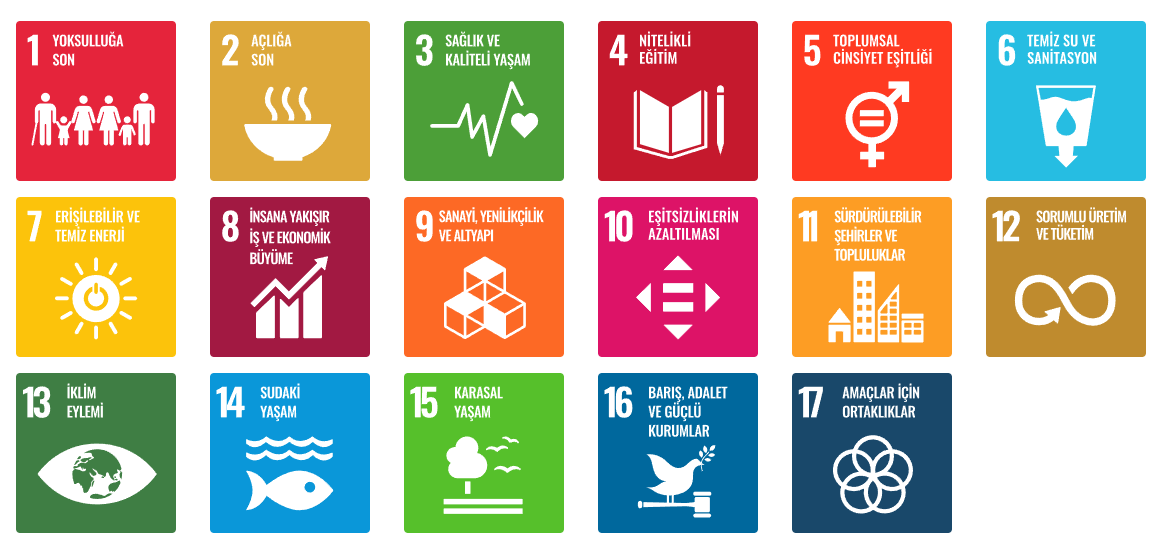 1 YOKSULLUĞA
SON
2 AÇLIĞA
SON
3 SAĞLIK VE
KALİTELİ YAŞAM
4 NİTELİKLİ
EĞİTİM
5 TOPLUMSAL
CİNSİYET EŞİTLİĞİ
6 TEMİZ SU VE
SANİTASYON
7 ERİŞİLEBİLİR VE
TEMİZ ENERJİ
8 İNSANA YAKIŞIR
İŞ VE EKONOMİK
BÜYÜME
9 SANAYİ, YENİLİKÇİLİK
VE ALTYAPI
10 EŞİTSİZLİKLERİN
AZALTILMASI
11 SÜRDÜRÜLEBİLİR
ŞEHİRLER VE
TOPLULUKLAR
12 SORUMLU ÜRETİM
VE TÜKETİM
13 İKLİM
EYLEMİ
14 SUDAKİ
YAŞAM
15 KARASAL
YAŞAM
16 BARIŞ, ADALET
VE GÜÇLÜ
KURUMLAR
17 AMAÇLAR İÇİN
ORTAKLIKLAR